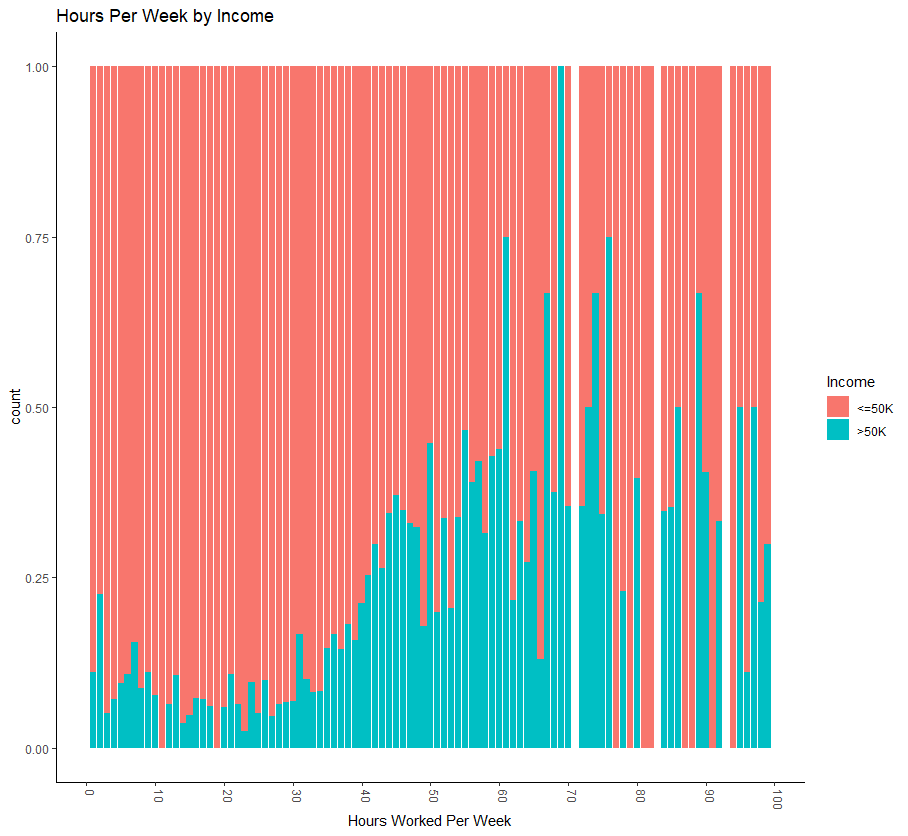 Hours Per Week by Income
1.00
0.75
0.50
0.25
0.00
count
0 10 20 30 40 50 60 70 80 90 100
Hours Worked Per Week
Income
<=50K
>50K